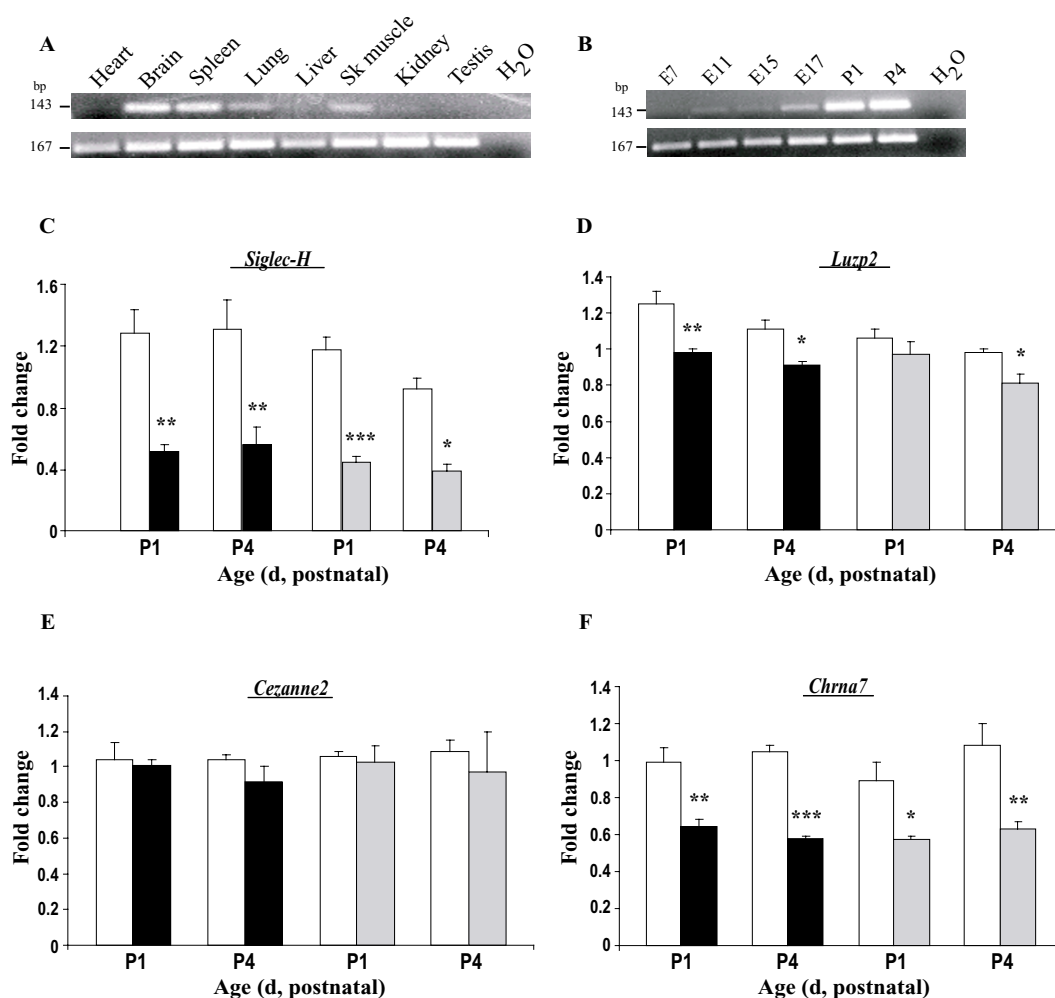 A
Heart Brain Spleen Lung Liver Sk muscle Kidney Testis H2O
bp
143
167
B
E7 E11 E15 E17 P1 P4 H2O
bp
143
167
C
Siglec-H
1.6
1.2
0.8
0.4
0
Fold change
** ** *** *
P1 P4 P1 P4
Age (d, postnatal)
D
Luzp2
1.4
1.2
1
0.8
0.6
0.4
0.2
0
Fold change
** * *
P1 P4 P1 P4
Age (d, postnatal)
E
Cezanne2
1.4
1.2
1
0.8
0.6
0.4
0.2
0
Fold change
P1 P4 P1 P4
Age (d, postnatal)
F
Chrna7
1.4
1.2
1
0.8
0.6
0.4
0.2
0
Fold change
** *** * **
P1 P4 P1 P4
Age (d, postnatal)